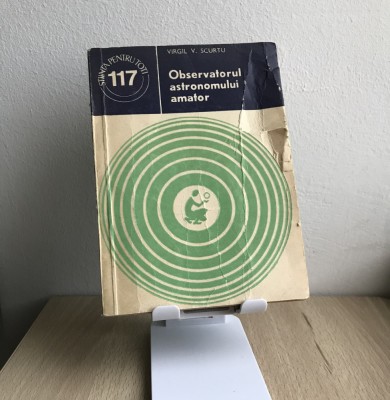 VIRGIL V. SCURTU
ȘTIINȚA PENTRU TOȚI
117
Observatorul
astronomului
amator